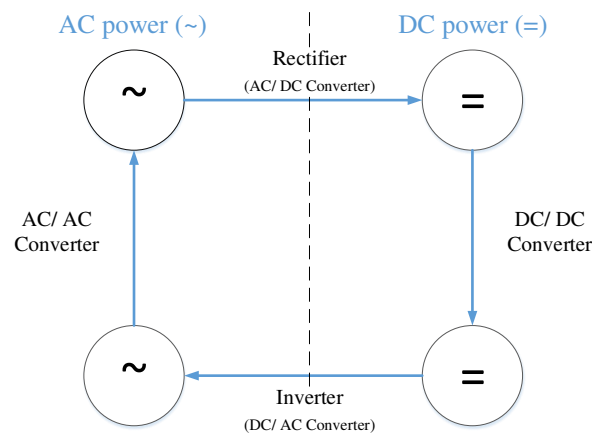 AC power (~)
DC power (=)
Rectifier
(AC/ DC Converter)
~
=
AC/ AC
Converter
DC/ DC
Converter
~
=
Inverter
(DC/ AC Converter)